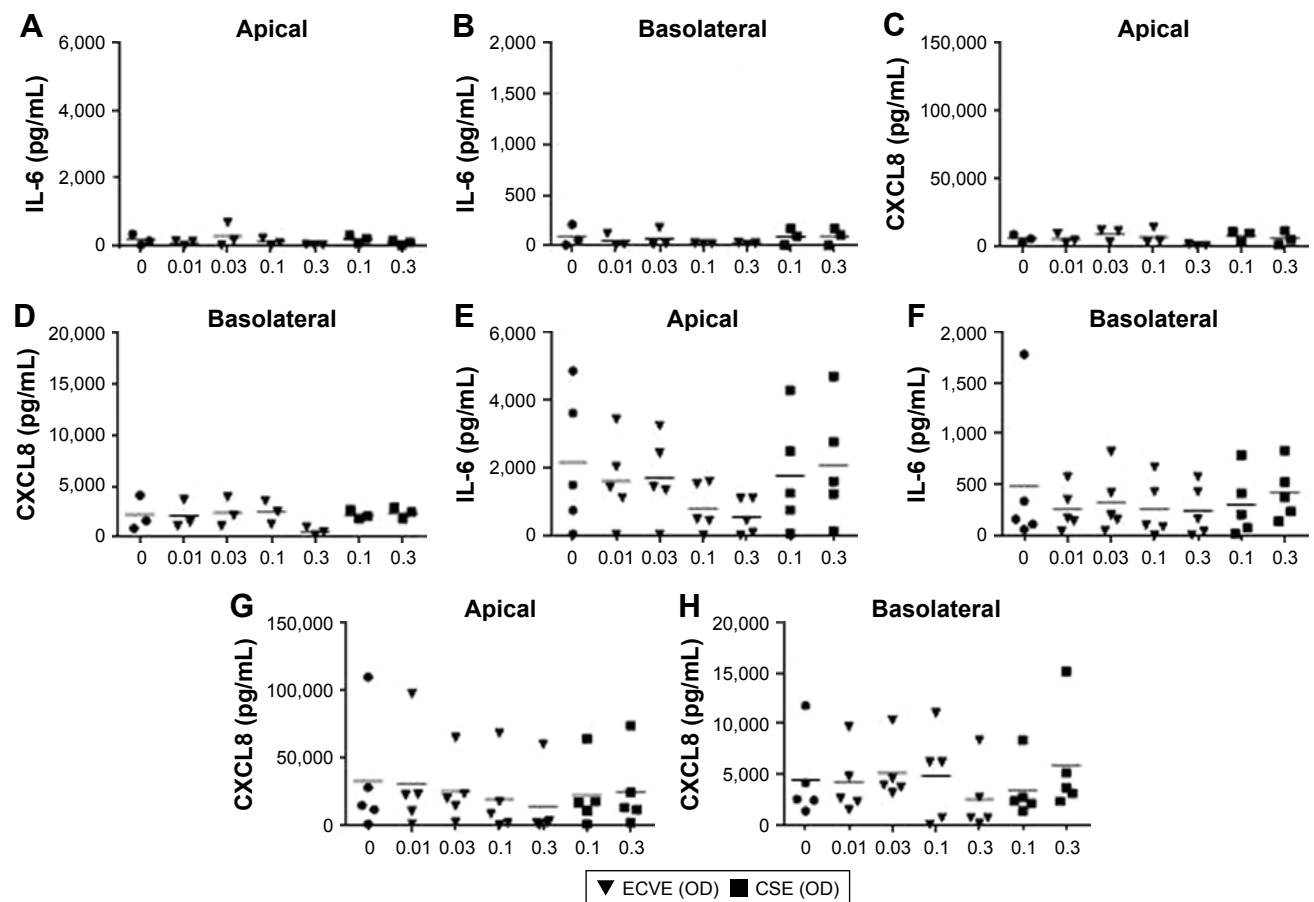 A
Apical
IL-6 (pg/mL)
6,000
4,000
2,000
0
0 0.01 0.03 0.1 0.3 0.1 0.3
B
Basolateral
IL-6 (pg/mL)
2,000
1,500
1,000
500
0
0 0.01 0.03 0.1 0.3 0.1 0.3
C
Apical
CXCL8 (pg/mL)
150,000
100,000
50,000
0
0 0.01 0.03 0.1 0.3 0.1 0.3
D
Basolateral
CXCL8 (pg/mL)
20,000
15,000
10,000
5,000
0
0 0.01 0.03 0.1 0.3 0.1 0.3
E
Apical
IL-6 (pg/mL)
6,000
4,000
2,000
0
0 0.01 0.03 0.1 0.3 0.1 0.3
F
Basolateral
IL-6 (pg/mL)
2,000
1,500
1,000
500
0
0 0.01 0.03 0.1 0.3 0.1 0.3
G
Apical
CXCL8 (pg/mL)
150,000
100,000
50,000
0
0 0.01 0.03 0.1 0.3 0.1 0.3
H
Basolateral
CXCL8 (pg/mL)
20,000
15,000
10,000
5,000
0
0 0.01 0.03 0.1 0.3 0.1 0.3
ECVE (OD) CSE (OD)